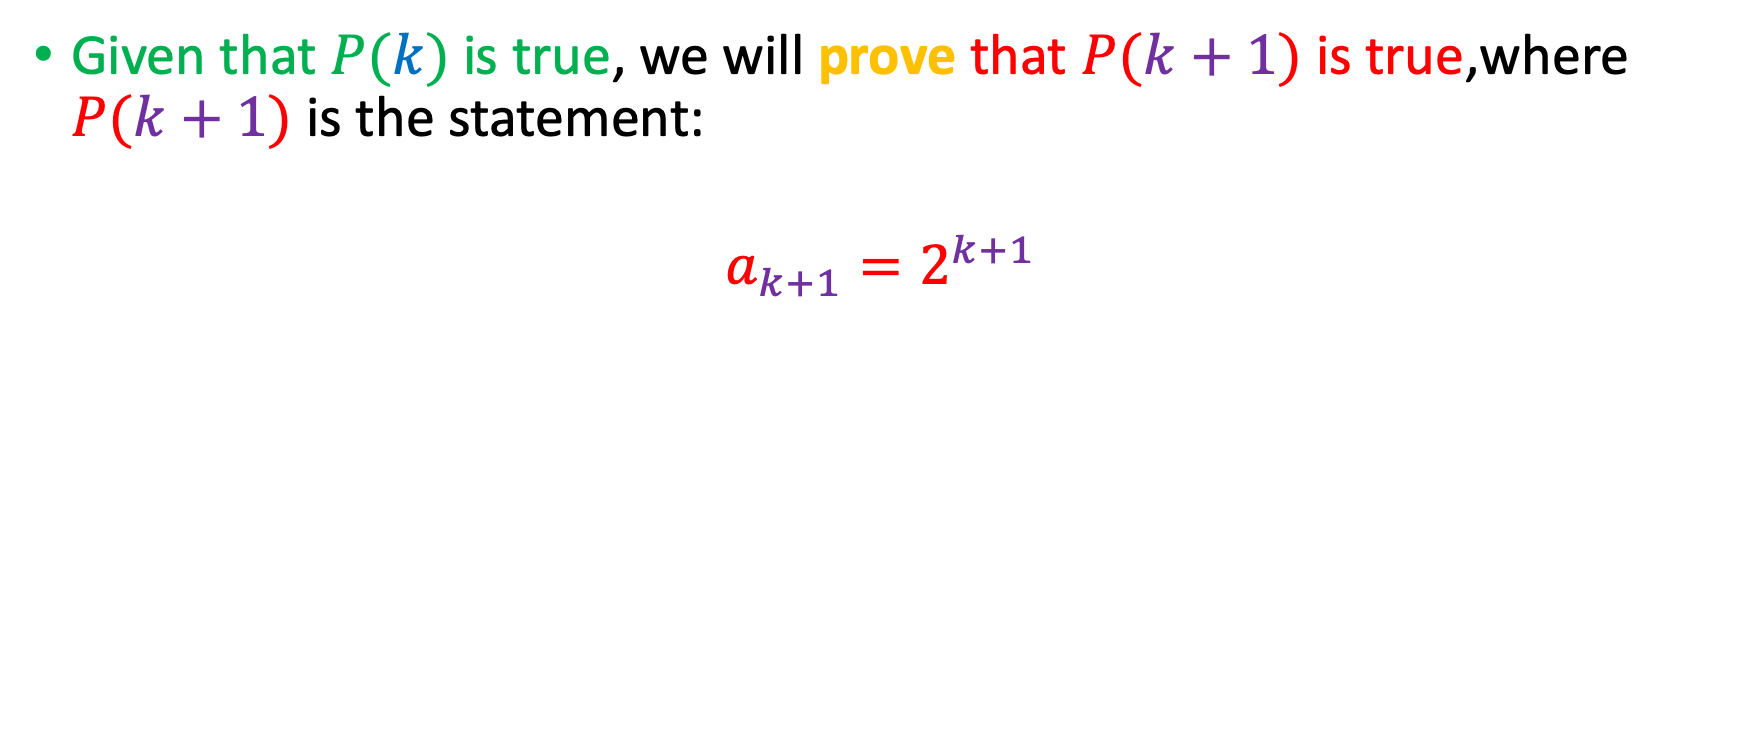 • Given that P(k) is true, we will prove that P(k + 1) is true,where
P(k + 1) is the statement:
a_{k+1} = 2^{k+1}